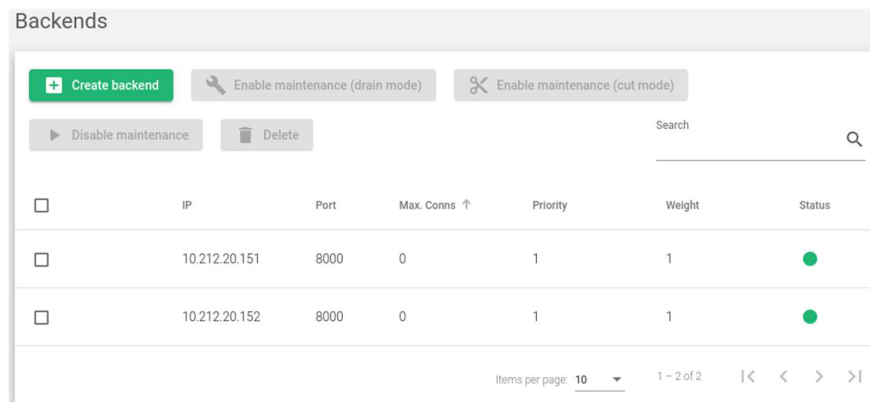 Backends
Create backend Enable maintenance (drain mode) Enable maintenance (cut mode)
Disable maintenance Delete
Search
IP Port Max. Conns Priority Weight Status
10.212.20.151 8000 0 1 1
10.212.20.152 8000 0 1 1
Items per page: 10 1 – 2 of 2